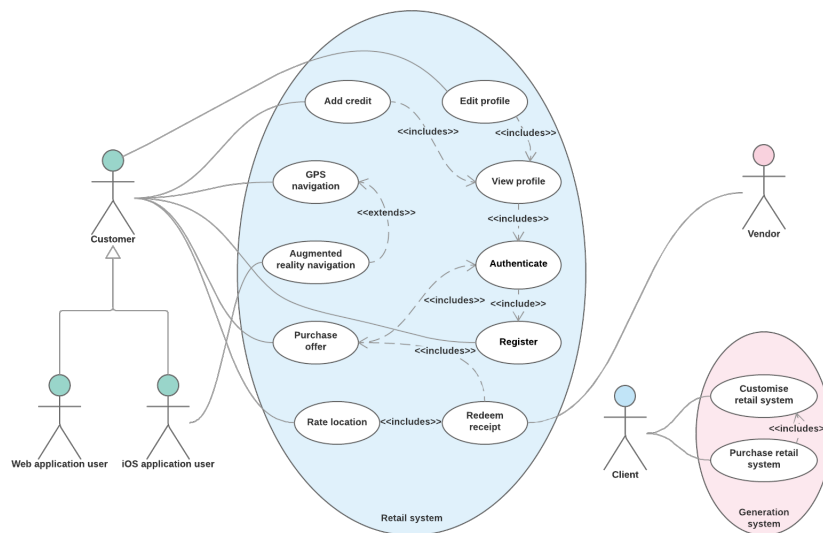 Add credit
Edit profile
<<includes>>
<<includes>>
GPS
navigation
View profile
Customer
<<extends>>
<<includes>>
Vendor
Augmented
reality navigation
Authenticate
<<includes>>
<<include>>
Purchase
offer
Register
<<includes>>
Customise
retail system
Rate location
<<includes>>
Redeem
receipt
<<includes>
Purchase retail
system
Web application user
iOS application user
Client
Retail system
Generation
system